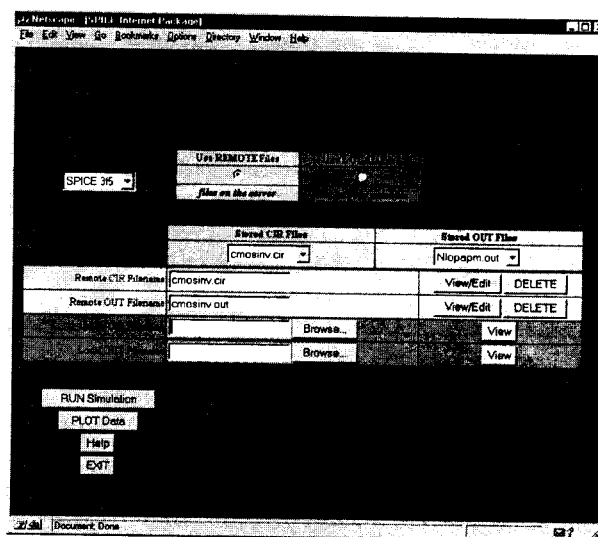 Netscape - [SPICE Internet Package]
File Edit View Go Bookmarks Options Directory Window Help
Use REMOTE Files
files on the server
SPICE 3f5
Stored CIR Files
Stored OUT Files
cmosinv.cir
Nlopapm.out
Remote CIR Filename
cmosinv.cir
View/Edit
DELETE
Remote OUT Filename
cmosinv.out
View/Edit
DELETE
Browse...
View
Browse...
View
RUN Simulation
PLOT Data
Help
EXIT
Document: Done